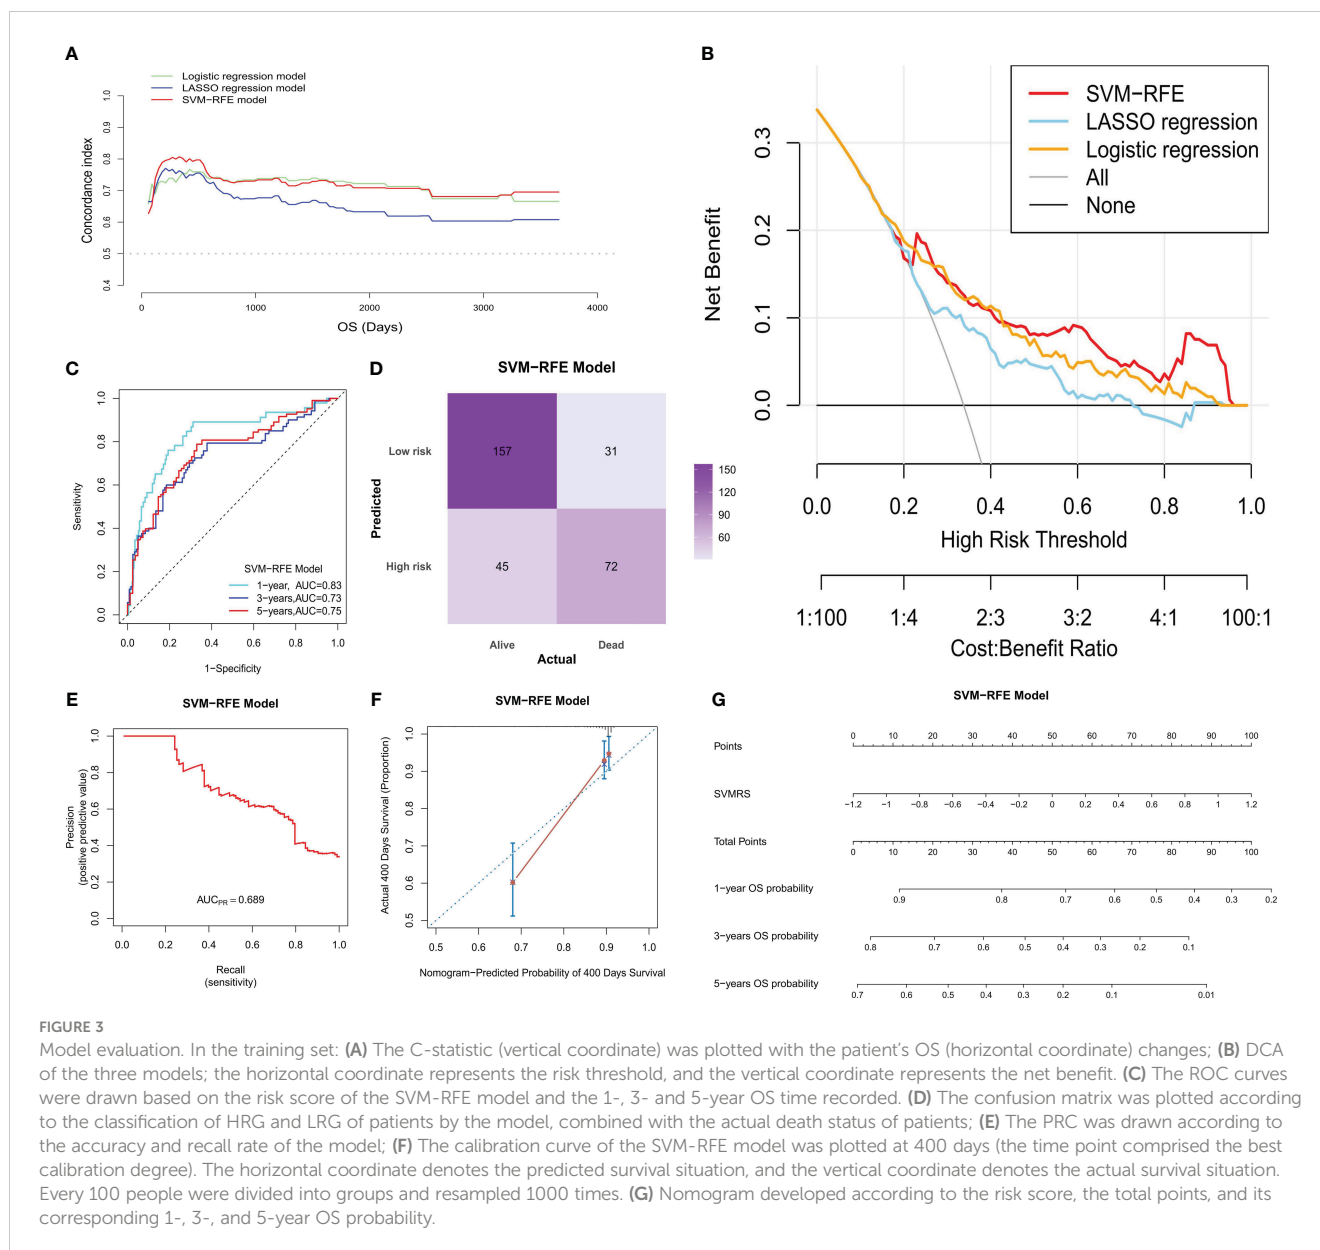 A
Logistic regression model
LASSO regression model
SVM−RFE model
Concordance index
0.4 0.5 0.6 0.7 0.8 0.9 1.0
0 1000 2000 3000 4000
OS (Days)
B
SVM−RFE
LASSO regression
Logistic regression
All
None
Net Benefit
0.0 0.1 0.2 0.3
0.0 0.2 0.4 0.6 0.8 1.0
High Risk Threshold
1:100 1:4 2:3 3:2 4:1 100:1
Cost:Benefit Ratio
C
Sensitivity
0.0 0.2 0.4 0.6 0.8 1.0
SVM−RFE Model
1−year, AUC=0.83
3−years,AUC=0.73
5−years,AUC=0.75
0.0 0.2 0.4 0.6 0.8 1.0
1−Specificity
D
SVM−RFE Model
Predicted
Low risk 157 31
High risk 45 72
Alive Dead
Actual
150
120
90
60
E
SVM−RFE Model
Precision
(positive predictive value)
0.0 0.2 0.4 0.6 0.8 1.0
AUCPR = 0.689
0.0 0.2 0.4 0.6 0.8 1.0
Recall
(sensitivity)
F
SVM−RFE Model
Actual 400 Days Survival (Proportion)
0.5 0.6 0.7 0.8 0.9 1.0
0.5 0.6 0.7 0.8 0.9 1.0
Nomogram−Predicted Probability of 400 Days Survival
G
SVM−RFE Model
Points 0 10 20 30 40 50 60 70 80 90 100
SVMRS −1.2 −1 −0.8 −0.6 −0.4 −0.2 0 0.2 0.4 0.6 0.8 1 1.2
Total Points 0 10 20 30 40 50 60 70 80 90 100
1−year OS probability 0.9 0.8 0.7 0.6 0.5 0.4 0.3 0.2
3−years OS probability 0.8 0.7 0.6 0.5 0.4 0.3 0.2 0.1
5−years OS probability 0.7 0.6 0.5 0.4 0.3 0.2 0.1 0.01
FIGURE 3
Model evaluation. In the training set: (A) The C-statistic (vertical coordinate) was plotted with the patient's OS (horizontal coordinate) changes; (B) DCA
of the three models; the horizontal coordinate represents the risk threshold, and the vertical coordinate represents the net benefit. (C) The ROC curves
were drawn based on the risk score of the SVM-RFE model and the 1-, 3- and 5-year OS time recorded. (D) The confusion matrix was plotted according
to the classification of HRG and LRG of patients by the model, combined with the actual death status of patients; (E) The PRC was drawn according to
the accuracy and recall rate of the model; (F) The calibration curve of the SVM-RFE model was plotted at 400 days (the time point comprised the best
calibration degree). The horizontal coordinate denotes the predicted survival situation, and the vertical coordinate denotes the actual survival situation.
Every 100 people were divided into groups and resampled 1000 times. (G) Nomogram developed according to the risk score, the total points, and its
corresponding 1-, 3-, and 5-year OS probability.